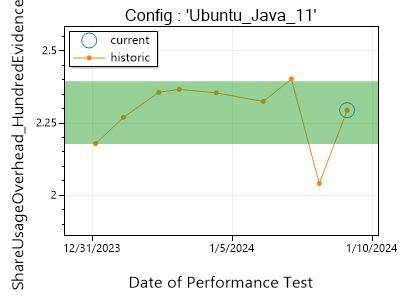 Config : 'Ubuntu_Java_11'
ShareUsageOverhead_HundredEvidence
current
historic
2.5
2.25
2
12/31/2023
1/5/2024
1/10/2024
Date of Performance Test